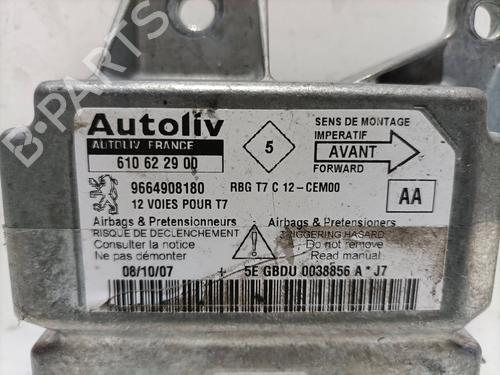 Autoliv
AUTOLIV FRANCE
610 62 29 00
5
SENS DE MONTAGE
IMPERATIF
AVANT
FORWARD
9664908180
RBG T7 C 12-CEM00
12 VOIES POUR T7
AA
Airbags & Pretensionneurs
RISQUE DE DECLENCHEMENT
Consulter la notice
Ne pas démonter
Airbags & Pretensioners
TRIGGERING HASARD
Do not remove
Read manual
08/10/07 + 5E GBDU 0038856 A * J7
B-PARTS